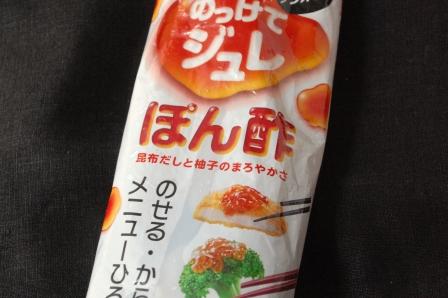 のっけて
ジュレ
ぽん酢
昆布だしと柚子のまろやかさ
のせる・から
メニューひろ